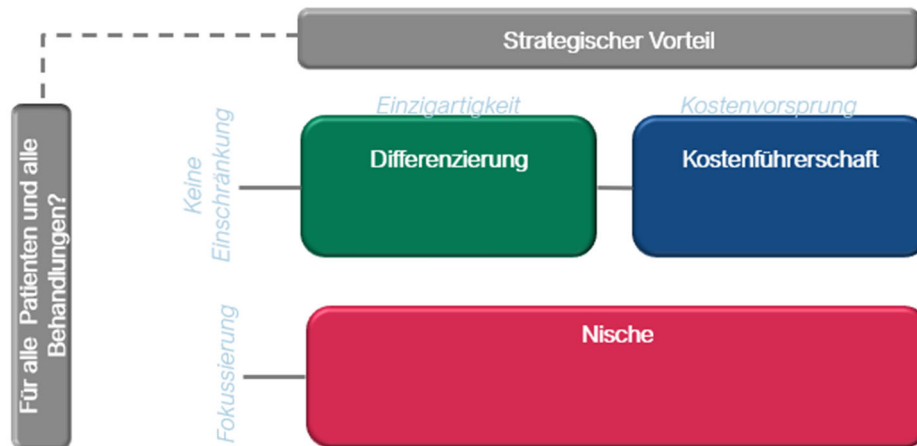 Strategischer Vorteil
Einzigartigkeit
Kostenvorsprung
Für alle Patienten und alle
Behandlungen?
Keine
Einschränkung
Differenzierung
Kostenführerschaft
Fokussierung
Nische